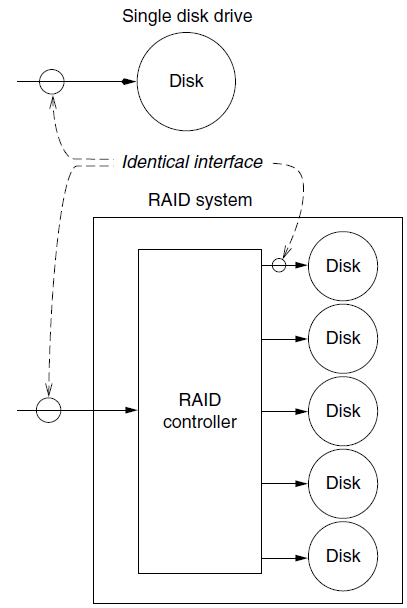 Single disk drive
Disk
Identical interface
RAID system
Disk
Disk
RAID
controller
Disk
Disk
Disk